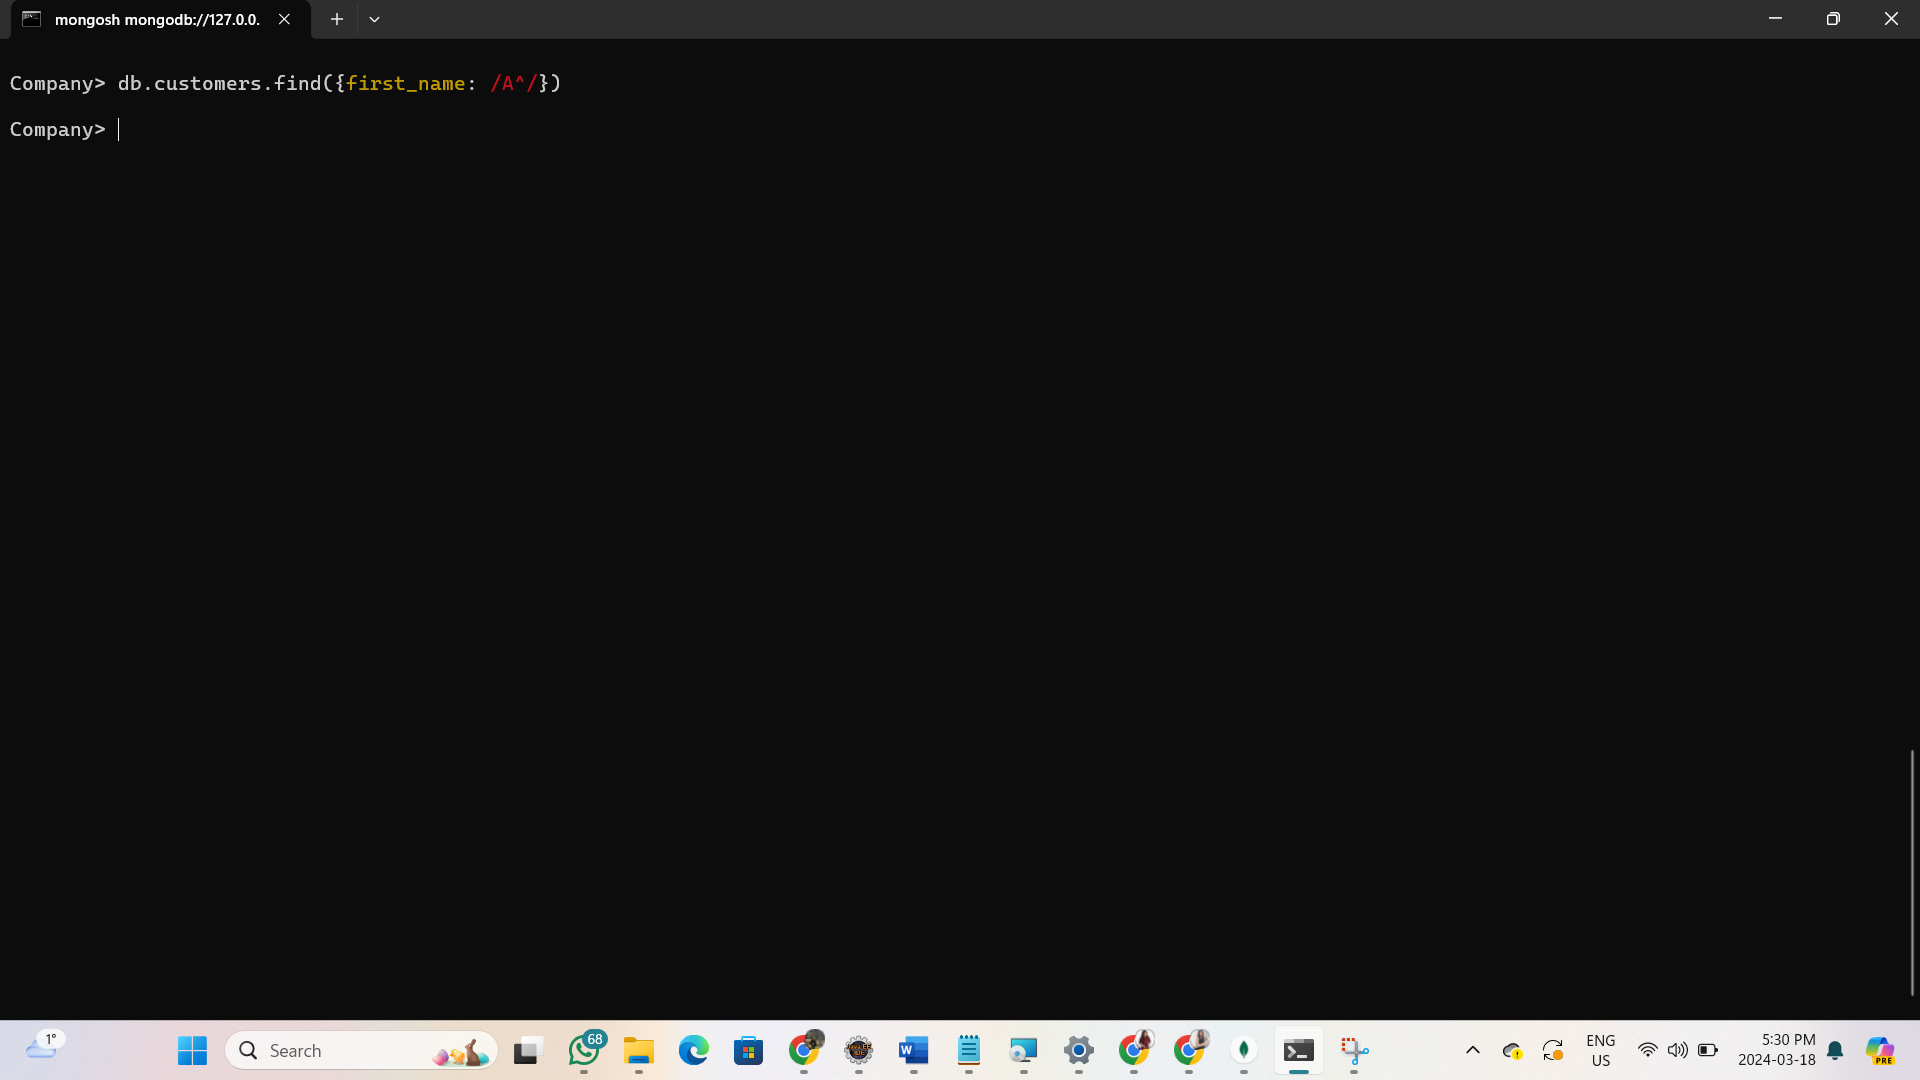 mongosh mongodb://127.0.0.
Company> db.customers.find({first_name: /A^/})
Company>
1°
Search
68
ENG
US
5:30 PM
2024-03-18
PRE